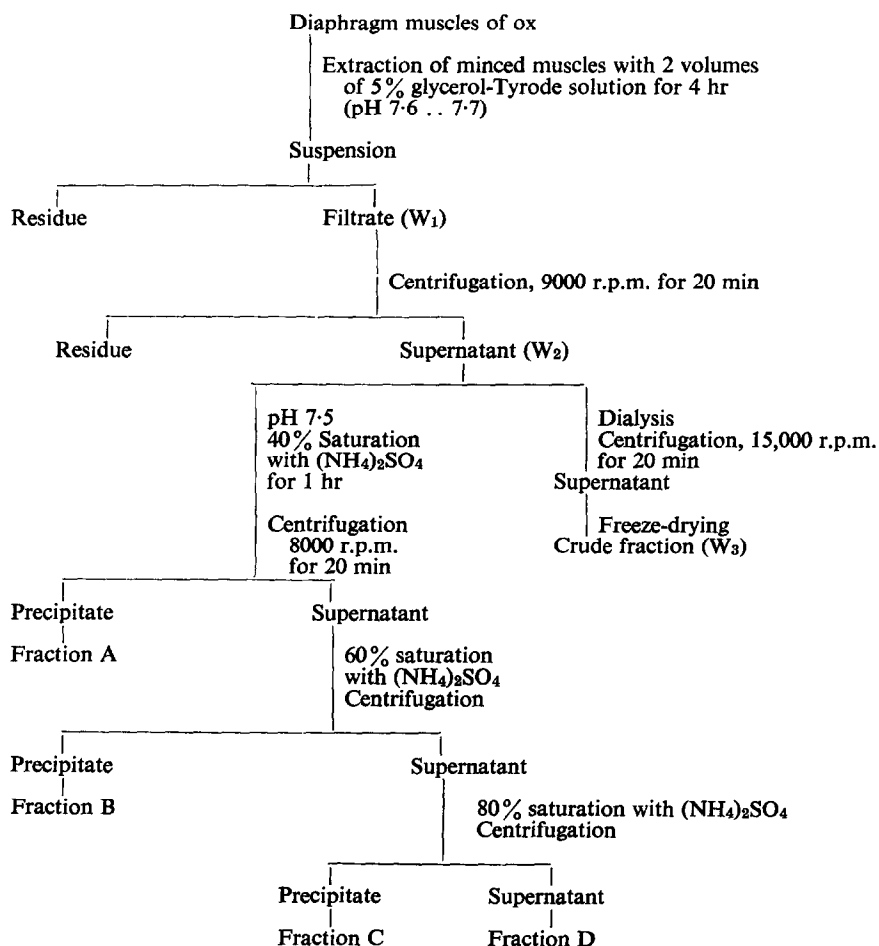 Diaphragm muscles of ox
Extraction of minced muscles with 2 volumes
of 5% glycerol-Tyrode solution for 4 hr
(pH 7·6 . . 7·7)
Suspension
Residue
Filtrate (W₁)
Centrifugation, 9000 r.p.m. for 20 min
Residue
Supernatant (W₂)
pH 7·5
40% Saturation
with (NH₄)₂SO₄
for 1 hr
Centrifugation
8000 r.p.m.
for 20 min
Dialysis
Centrifugation, 15,000 r.p.m.
for 20 min
Supernatant
Freeze-drying
Crude fraction (W₃)
Precipitate
Supernatant
Fraction A
60% saturation
with (NH₄)₂SO₄
Centrifugation
Precipitate
Supernatant
Fraction B
80% saturation with (NH₄)₂SO₄
Centrifugation
Precipitate
Supernatant
Fraction C
Fraction D